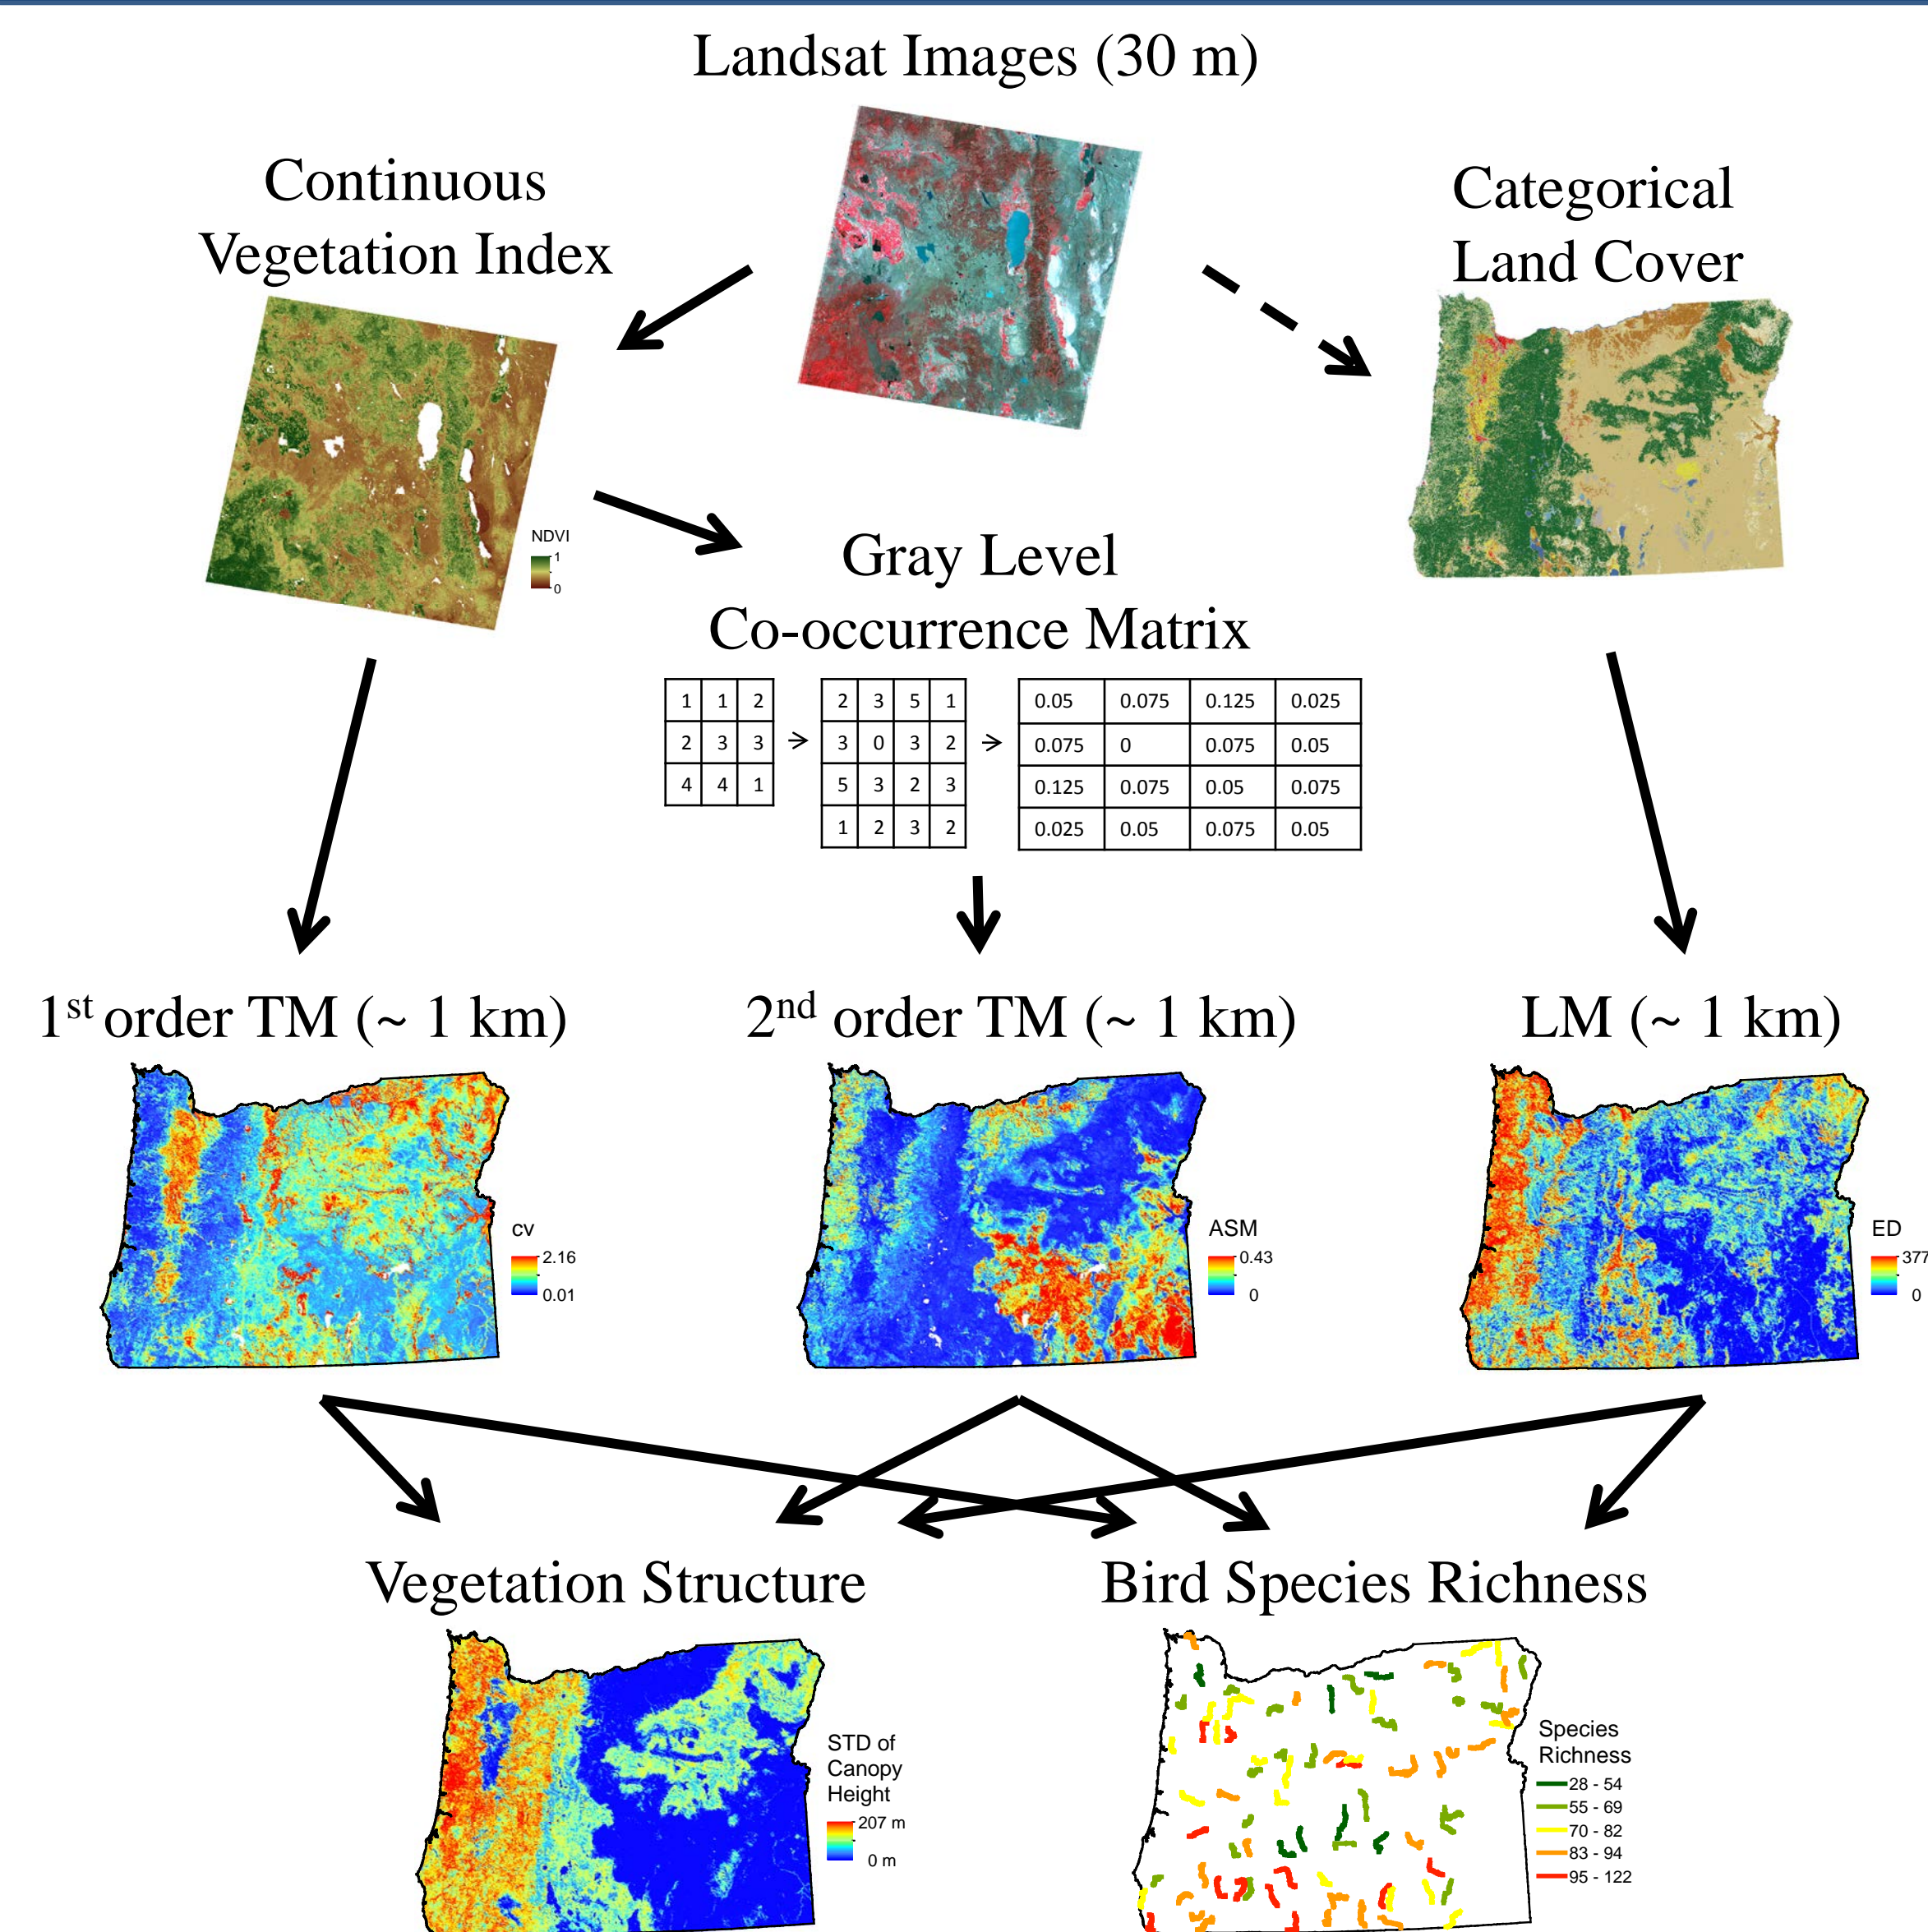 Landsat Images (30 m)
Continuous
Vegetation Index
Categorical
Land Cover
NDVI
1
0
Gray Level
Co-occurrence Matrix
1 1 2
2 3 3
4 4 1
>
2 3 5 1
3 0 3 2
5 3 2 3
1 2 3 2
>
0.05 0.075 0.125 0.025
0.075 0 0.075 0.05
0.125 0.075 0.05 0.075
0.025 0.05 0.075 0.05
1st order TM (~ 1 km)
2nd order TM (~ 1 km)
LM (~ 1 km)
cv
2.16
0.01
ASM
0.43
0
ED
377
0
Vegetation Structure
Bird Species Richness
STD of
Canopy
Height
207 m
0 m
Species
Richness
28 - 54
55 - 69
70 - 82
83 - 94
95 - 122